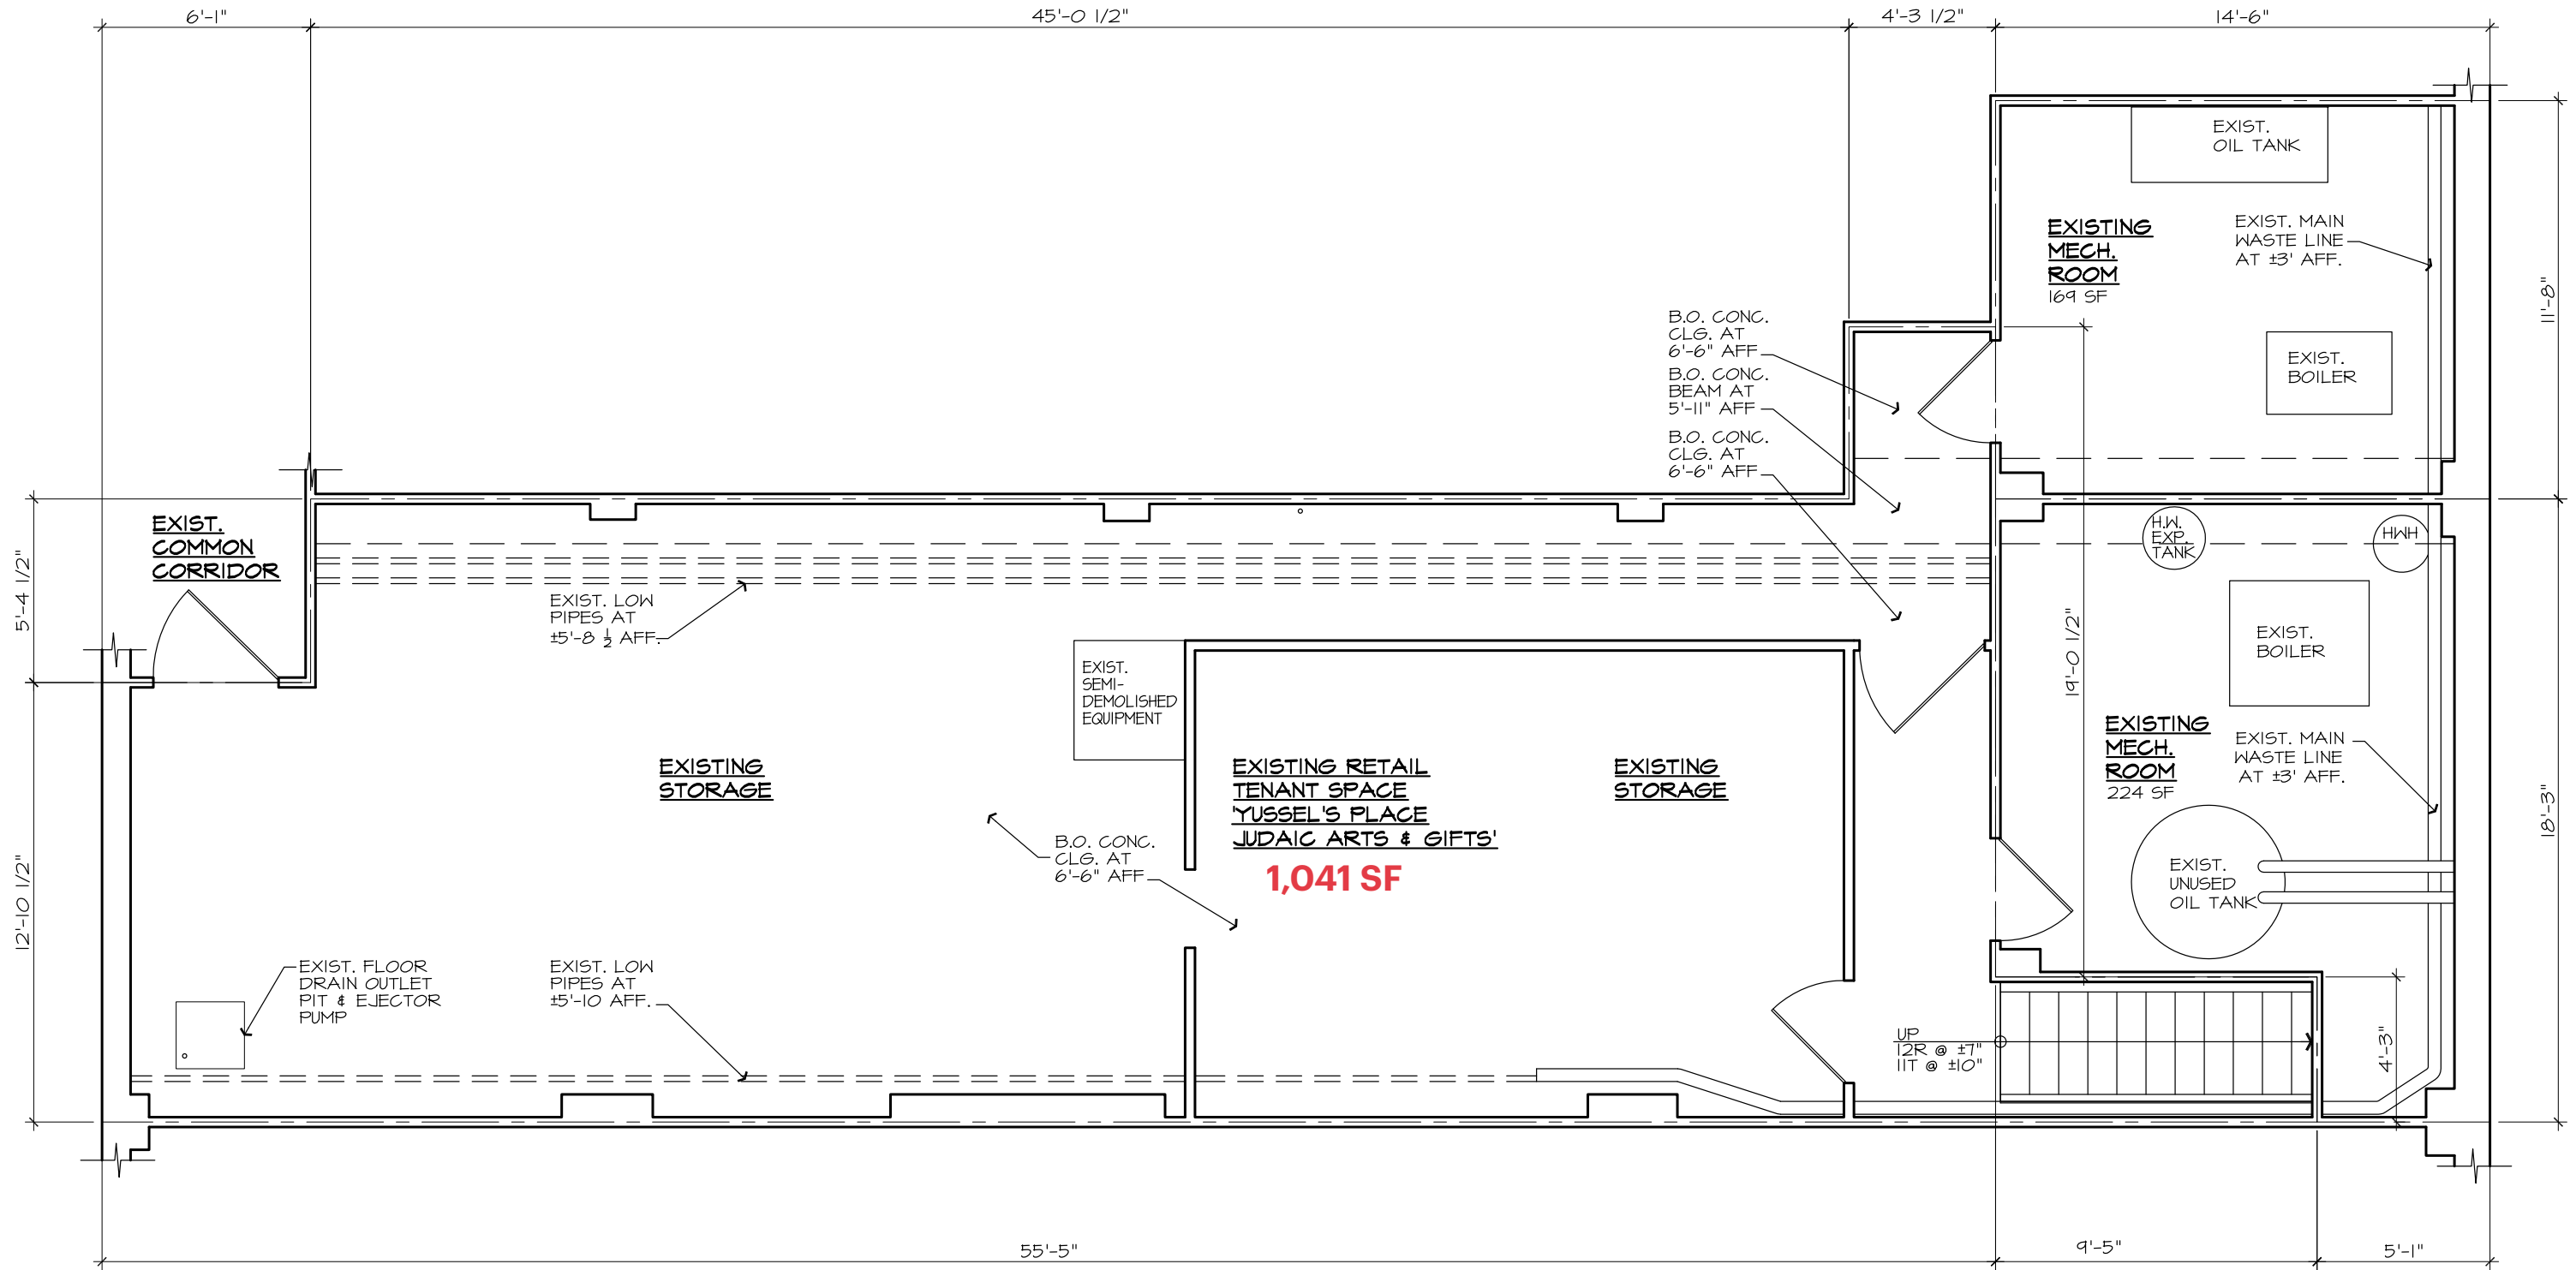 6'-1"
45'-0 1/2"
4'-3 1/2"
14'-6"
EXIST.
OIL TANK
EXISTING
MECH.
ROOM
169 SF
EXIST. MAIN
WASTE LINE
AT ±3' AFF.
11'-8"
B.O. CONC.
CLG. AT
6'-6" AFF
B.O. CONC.
BEAM AT
5'-11" AFF
B.O. CONC.
CLG. AT
6'-6" AFF
EXIST.
BOILER
EXIST.
COMMON
CORRIDOR
5'-4 1/2"
EXIST. LOW
PIPES AT
±5'-8 ½ AFF.
H.W.
EXP.
TANK
HWH
EXIST.
BOILER
19'-0 1/2"
EXIST.
SEMI-
DEMOLISHED
EQUIPMENT
EXISTING
STORAGE
EXISTING RETAIL
TENANT SPACE
'YUSSEL'S PLACE
JUDAIC ARTS & GIFTS'
1,041 SF
EXISTING
STORAGE
EXISTING
MECH.
ROOM
224 SF
EXIST. MAIN
WASTE LINE
AT ±3' AFF.
18'-3"
12'-10 1/2"
B.O. CONC.
CLG. AT
6'-6" AFF
EXIST.
UNUSED
OIL TANK
EXIST. FLOOR
DRAIN OUTLET
PIT & EJECTOR
PUMP
EXIST. LOW
PIPES AT
±5'-10 AFF.
UP
12R @ ±7"
11T @ ±10"
4'-3"
55'-5"
9'-5"
5'-1"